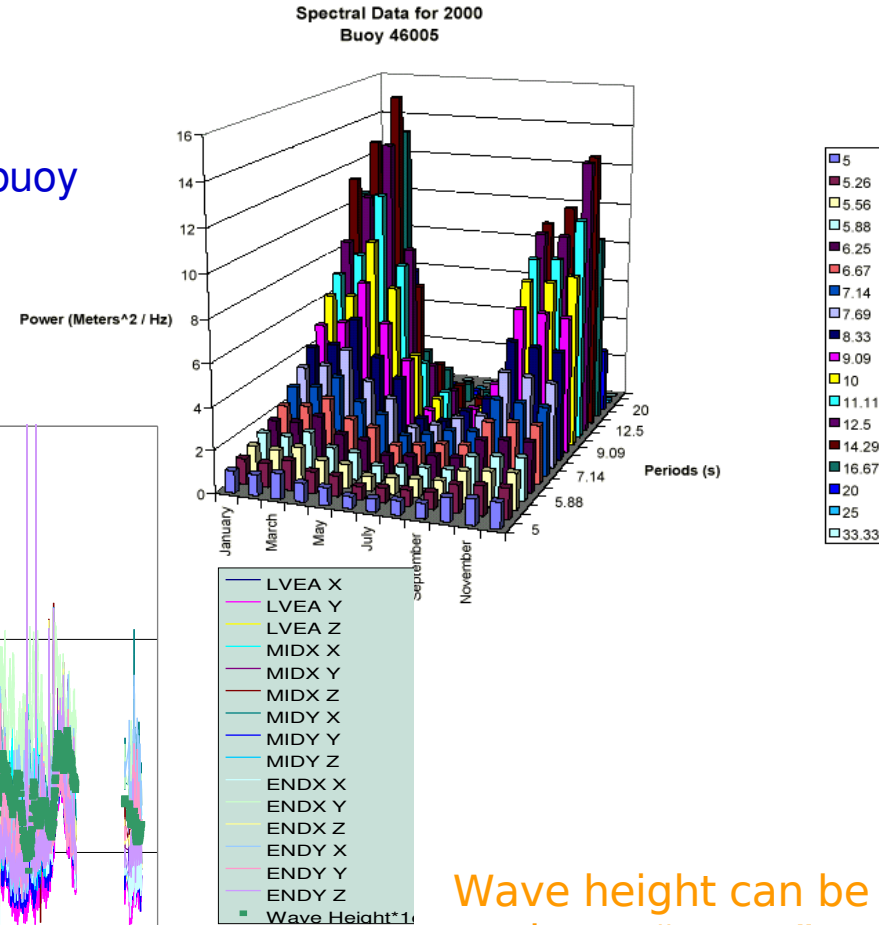 Spectral Data for 2000
Buoy 46005
buoy
16
14
12
10
8
6
4
2
0
Power (Meters^2 / Hz)
January
March
May
July
September
November
5
5.88
7.14
9.09
12.5
20
Periods (s)
5
5.26
5.56
5.88
6.25
6.67
7.14
7.69
8.33
9.09
10
11.11
12.5
14.29
16.67
20
25
33.33
LVEA X
LVEA Y
LVEA Z
MIDX X
MIDX Y
MIDX Z
MIDY X
MIDY Y
MIDY Z
ENDX X
ENDX Y
ENDX Z
ENDY X
ENDY Y
ENDY Z
Wave Height*1
Wave height can be